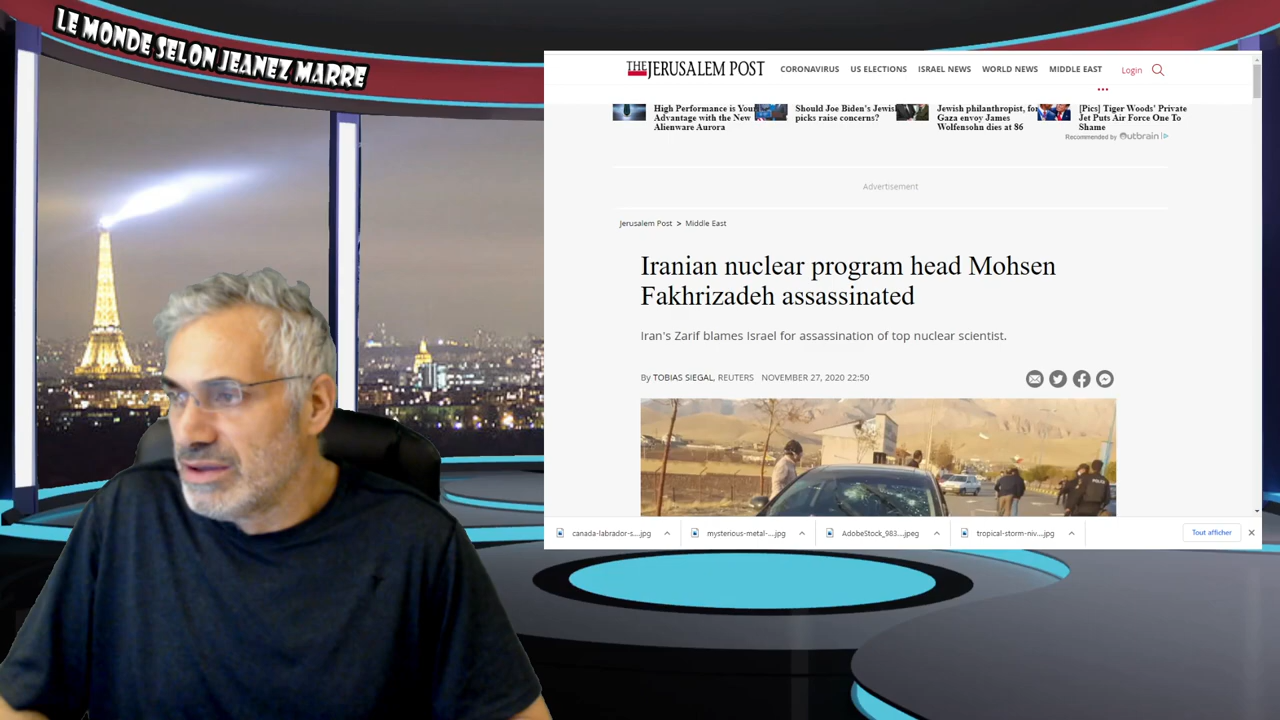 LE MONDE SELON JEANEZ MARRE
THE JERUSALEM POST
CORONAVIRUS US ELECTIONS ISRAEL NEWS WORLD NEWS MIDDLE EAST
Login
High Performance is You
Advantage with the New
Alienware Aurora
Should Joe Biden's Jewis
picks raise concerns?
Jewish philanthropist, fo
Gaza envoy James
Wolfensohn dies at 86
[Pics] Tiger Woods' Private
Jet Puts Air Force One To
Shame
Recommended by Outbrain
Advertisement
Jerusalem Post > Middle East
Iranian nuclear program head Mohsen
Fakhrizadeh assassinated
Iran's Zarif blames Israel for assassination of top nuclear scientist.
By TOBIAS SIEGAL, REUTERS NOVEMBER 27, 2020 22:50
POLICE
canada-labrador-s....jpg
mysterious-metal-...jpg
AdobeStock_983....jpeg
tropical-storm-niv....jpg
Tout afficher